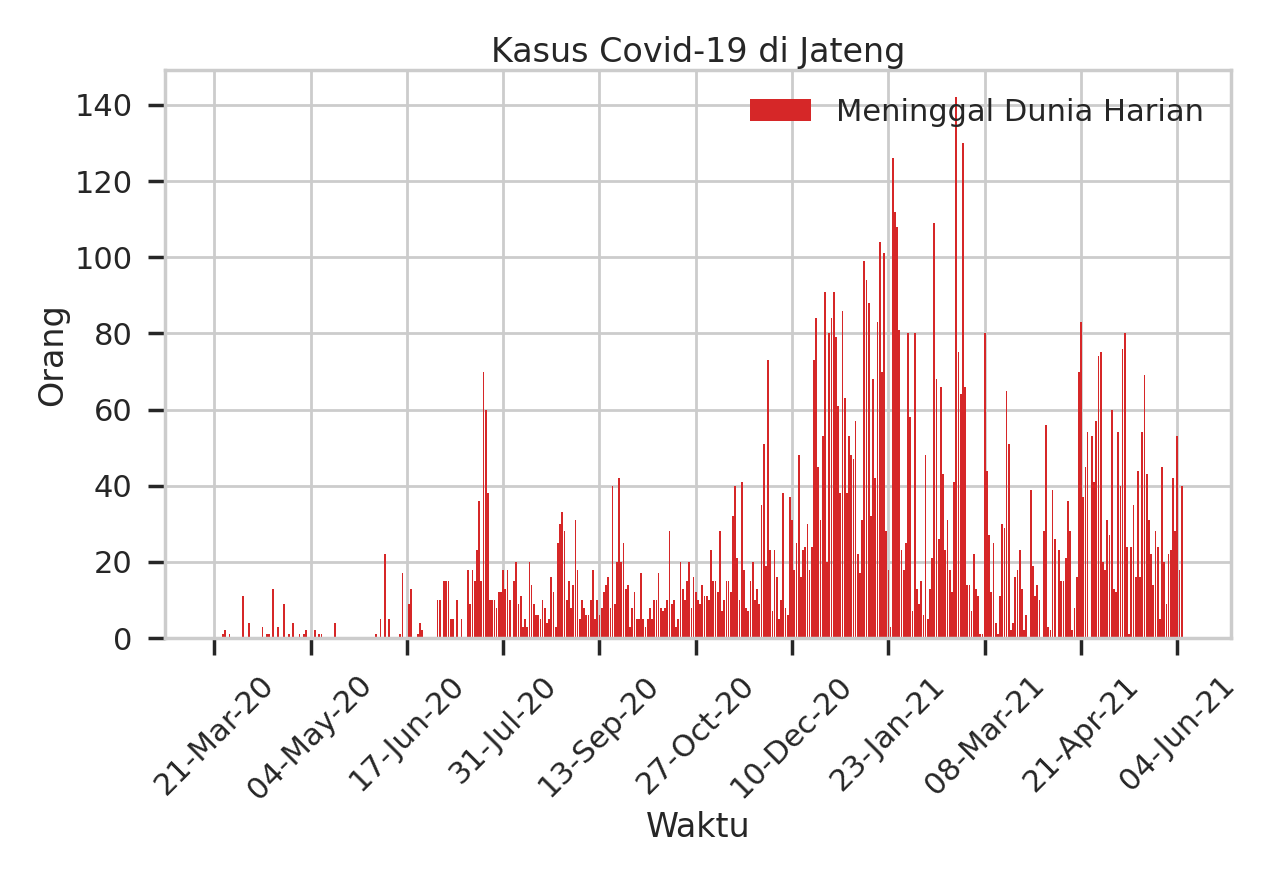 Kasus Covid-19 di Jateng
Meninggal Dunia Harian
140
120
100
80
60
40
20
0
Orang
21-Mar-20
04-May-20
17-Jun-20
31-Jul-20
13-Sep-20
27-Oct-20
10-Dec-20
23-Jan-21
08-Mar-21
21-Apr-21
04-Jun-21
Waktu